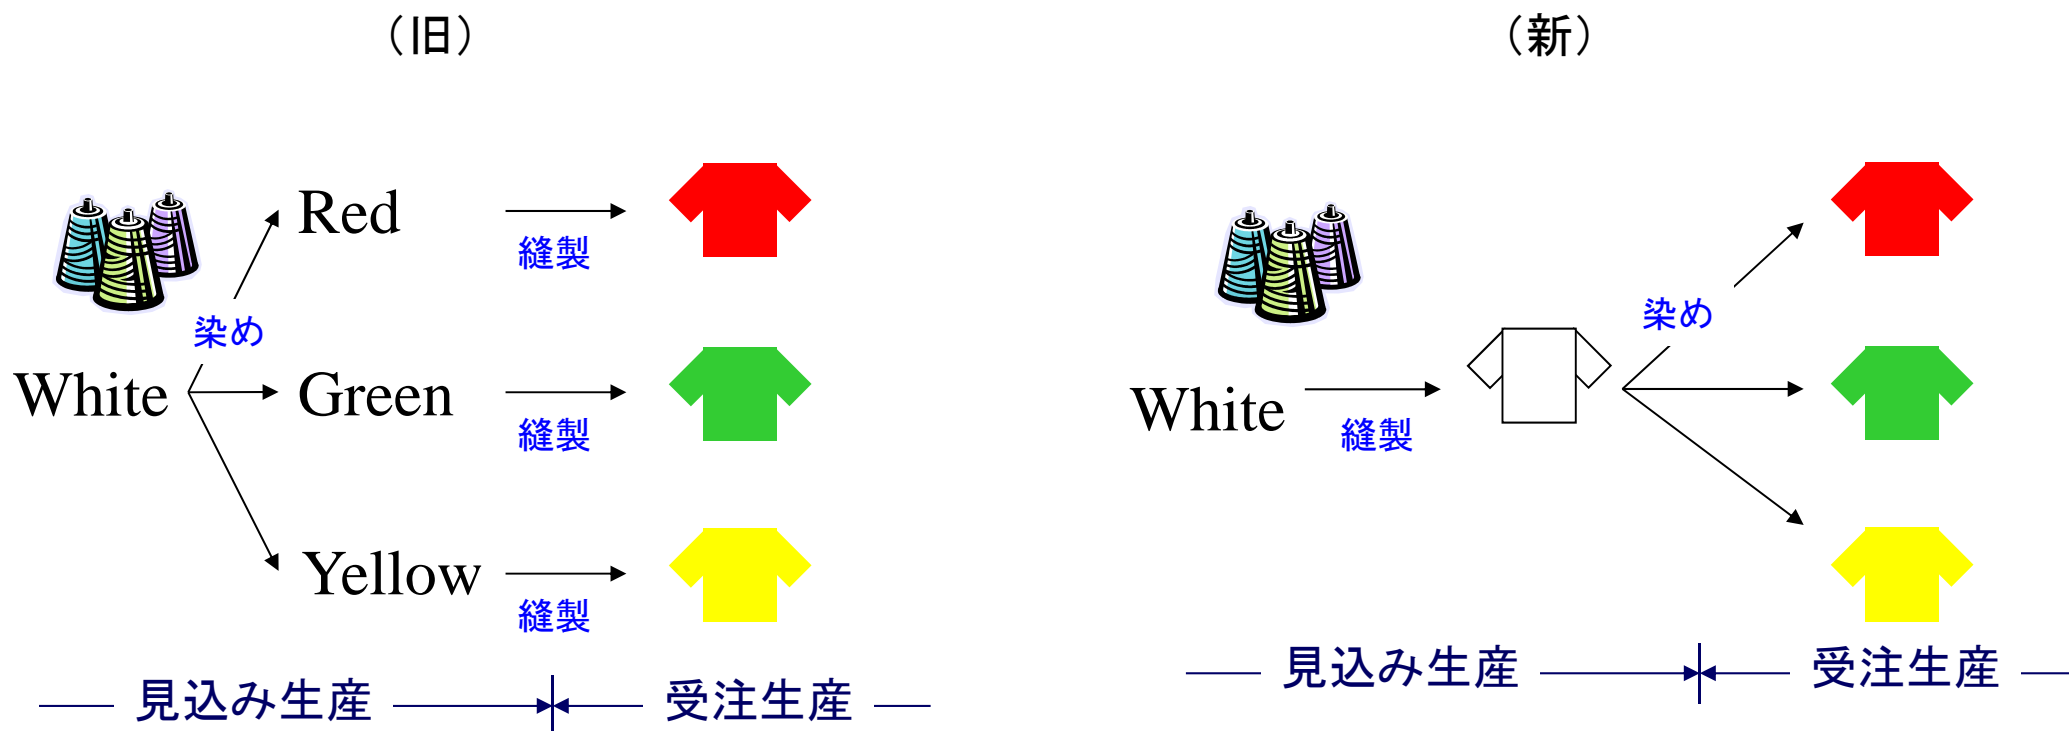 (旧)
Red
縫製
染め
White
Green
縫製
Yellow
縫製
見込み生産
受注生産
(新)
染め
White
縫製
見込み生産
受注生産